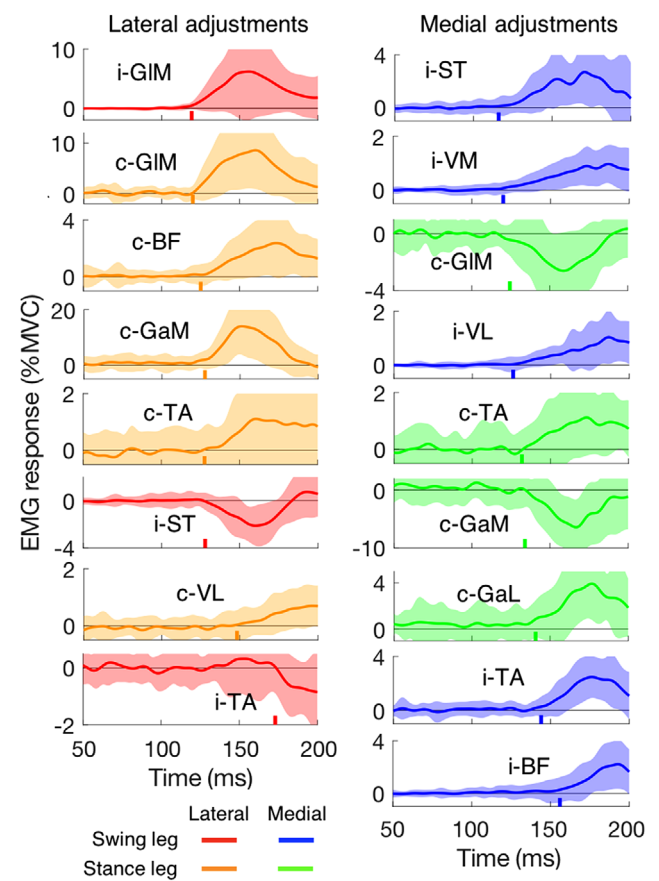 Lateral adjustments
10
i-GlM
0
10
c-GlM
0
4
c-BF
0
20
c-GaM
0
2
c-TA
0
0
i-ST
-4
2
c-VL
0
0
i-TA
-2
50 100 150 200
Time (ms)
EMG response (%MVC)
Medial adjustments
4
i-ST
0
2
i-VM
0
0
c-GlM
-4
2
i-VL
0
2
c-TA
0
0
c-GaM
-10
4
c-GaL
0
4
i-TA
0
4
i-BF
0
50 100 150 200
Time (ms)
Lateral Medial
Swing leg
Stance leg